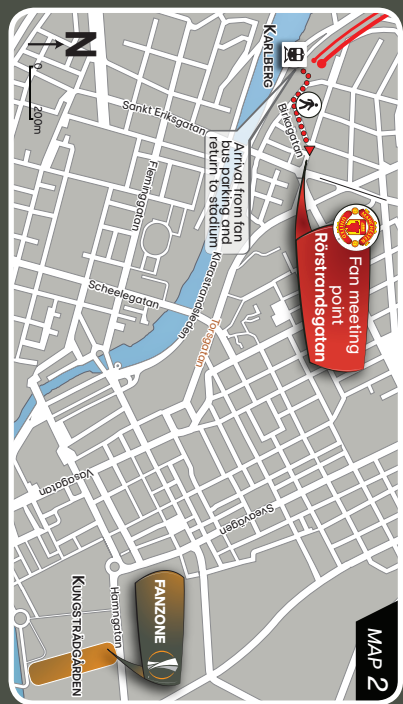 MAP 2
N
0
200m
KARLBERG
Birkagatan
Sankt Eriksgatan
Fleminggatan
Arrival from fan
bus parking and
return to stadium
Fan meeting
point
Rörstrandsgatan
Klarastrandsleden
Torsgatan
Scheelegatan
Vasagatan
Sveavägen
Hamngatan
FANZONE
KUNGSTRÄDGÅRDEN